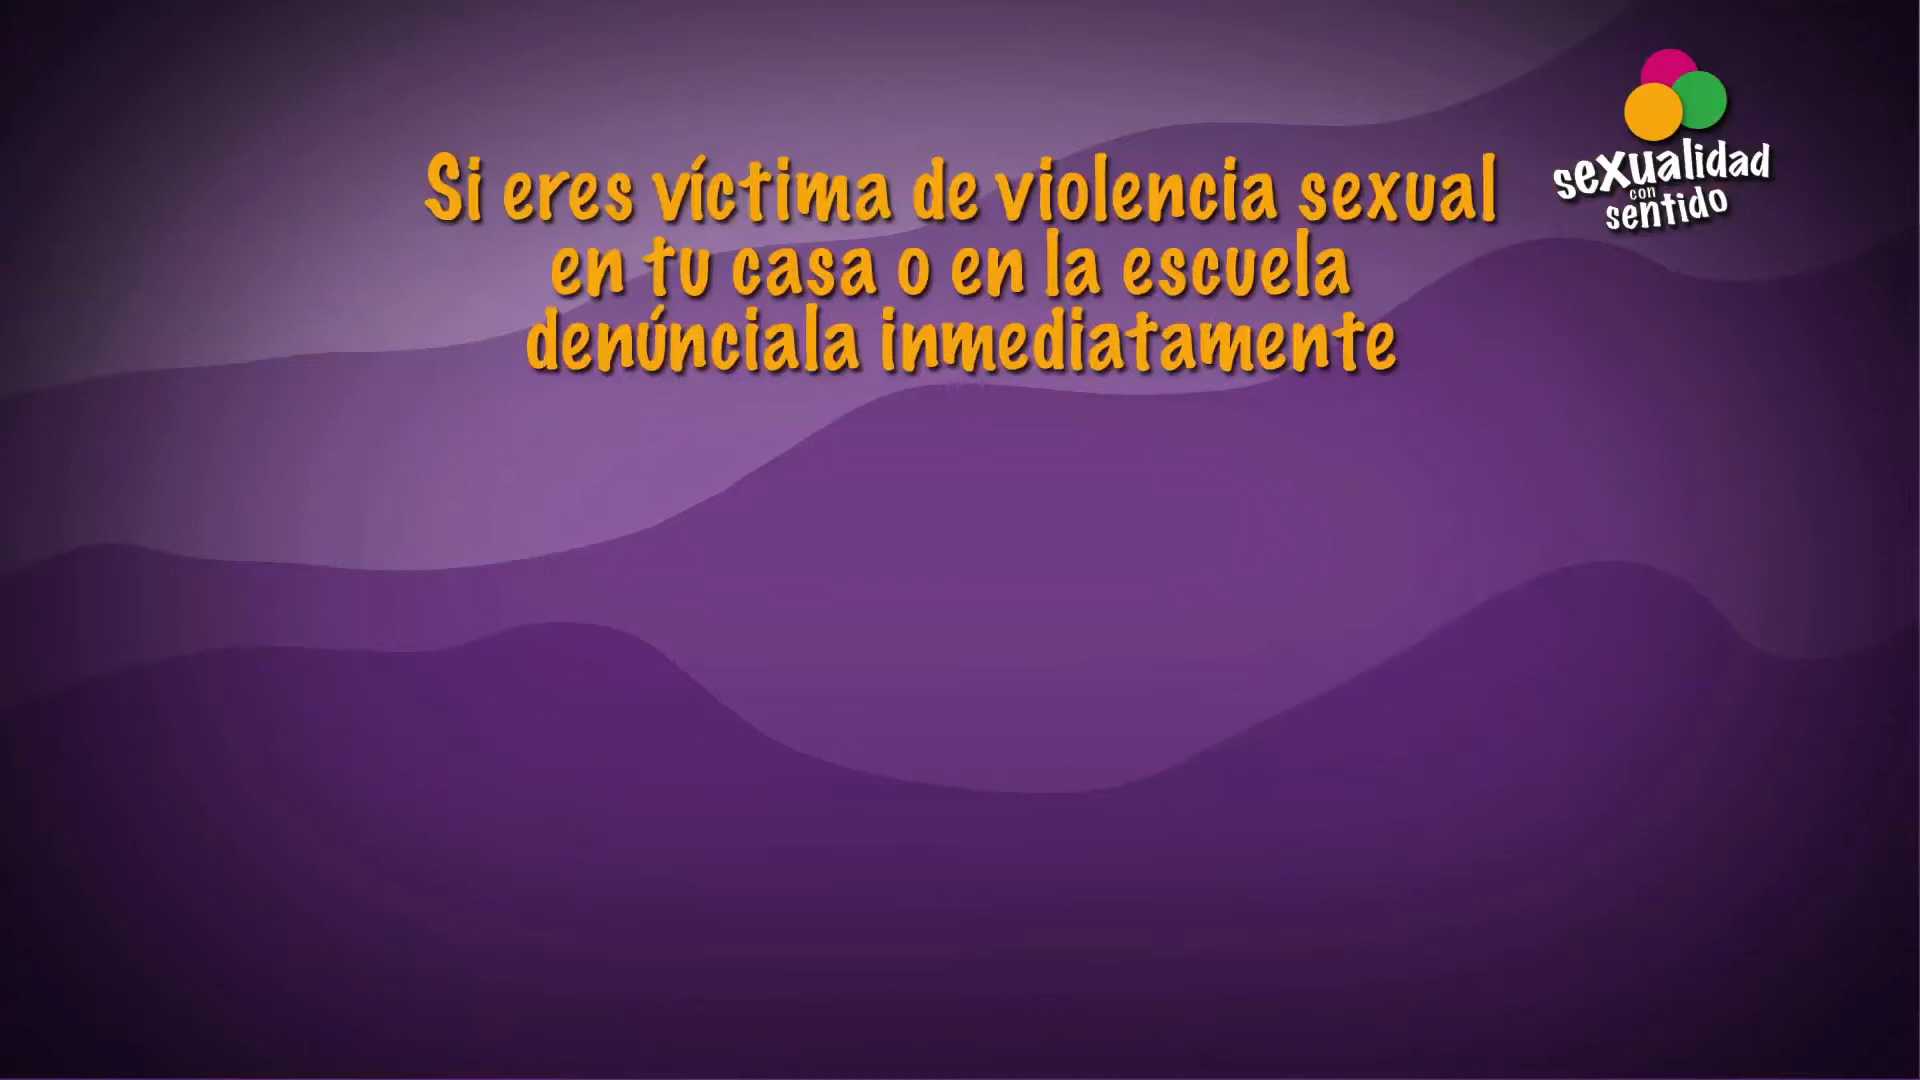 Si eres víctima de violencia sexual
en tu casa o en la escuela
denúnciala inmediatamente
sexualidad
con
sentido